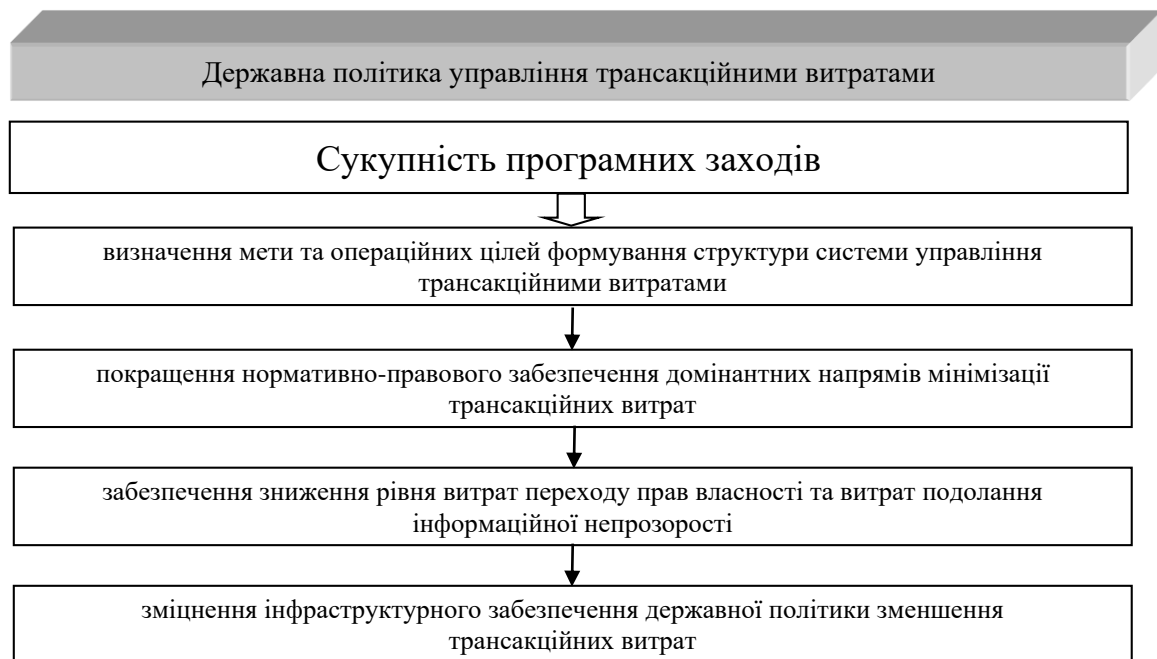 Державна політика управління трансакційними витратами
Сукупність програмних заходів
визначення мети та операційних цілей формування структури системи управління
трансакційними витратами
покращення нормативно-правового забезпечення домінантних напрямів мінімізації
трансакційних витрат
забезпечення зниження рівня витрат переходу прав власності та витрат подолання
інформаційної непрозорості
зміцнення інфраструктурного забезпечення державної політики зменшення
трансакційних витрат